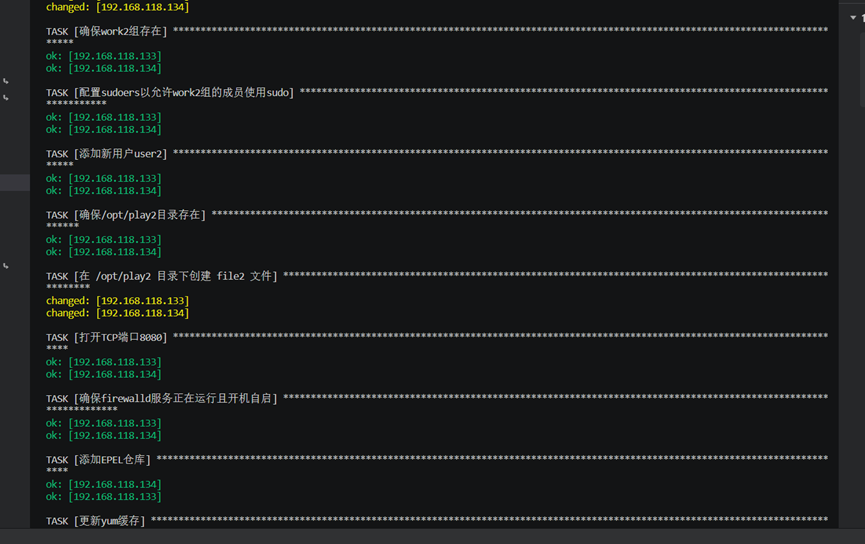 changed: [192.168.118.134]
TASK [确保work2组存在] ***********************************************************************************************************************
*****
ok: [192.168.118.133]
ok: [192.168.118.134]
TASK [配置sudoers以允许work2组的成员使用sudo] ************************************************************************************************
***********
ok: [192.168.118.133]
ok: [192.168.118.134]
TASK [添加新用户user2] ***********************************************************************************************************************
*****
ok: [192.168.118.133]
ok: [192.168.118.134]
TASK [确保/opt/play2目录存在] ****************************************************************************************************************
******
ok: [192.168.118.133]
ok: [192.168.118.134]
TASK [在 /opt/play2 目录下创建 file2 文件] ***************************************************************************************************
********
changed: [192.168.118.133]
changed: [192.168.118.134]
TASK [打开TCP端口8080] ***********************************************************************************************************************
****
ok: [192.168.118.133]
ok: [192.168.118.134]
TASK [确保firewalld服务正在运行且开机自启] ***************************************************************************************************
*************
ok: [192.168.118.133]
ok: [192.168.118.134]
TASK [添加EPEL仓库] **************************************************************************************************************************
****
ok: [192.168.118.134]
ok: [192.168.118.133]
TASK [更新yum缓存] ***************************************************************************************************************************